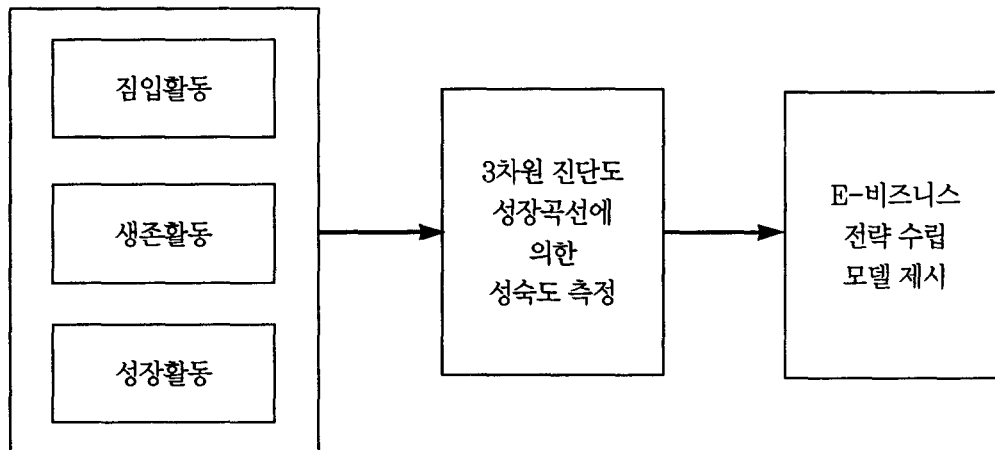 짐입활동
생존활동
성장활동
3차원 진단도
성장곡선에
의한
성숙도 측정
E-비즈니스
전략 수립
모델 제시